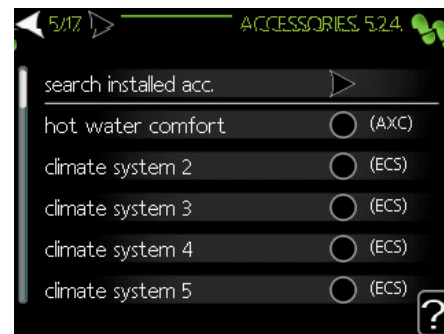 5/17 ACCESSORIES 5.2.4
search installed acc.
hot water comfort (AXC)
climate system 2 (ECS)
climate system 3 (ECS)
climate system 4 (ECS)
climate system 5 (ECS)
?